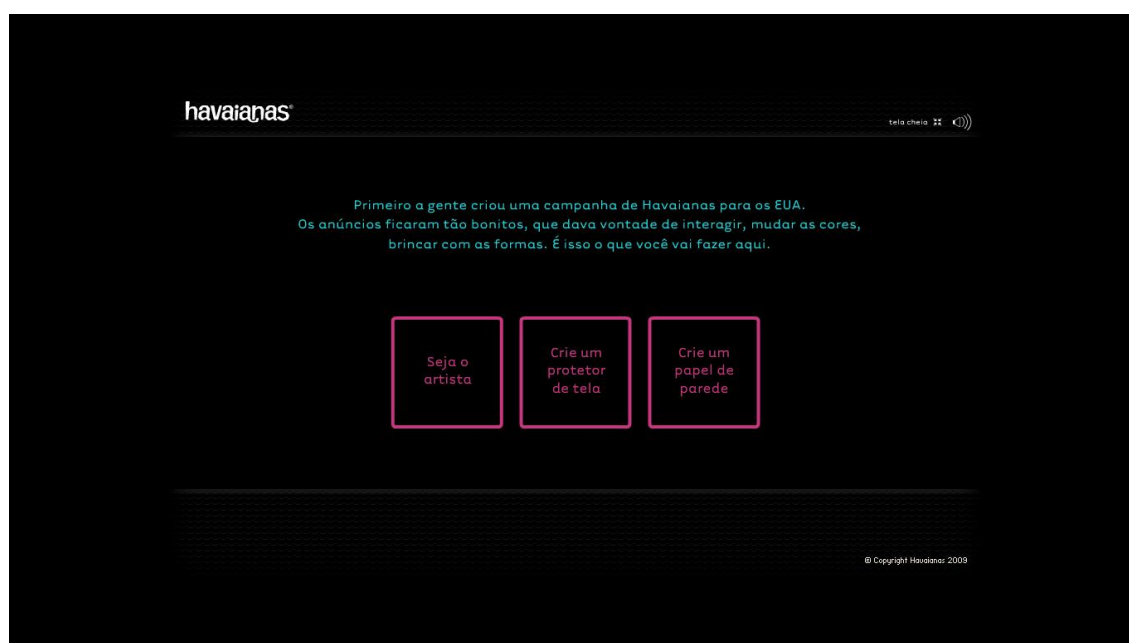 havaianas®
tela cheia
Primeiro a gente criou uma campanha de Havaianas para os EUA.
Os anúncios ficaram tão bonitos, que dava vontade de interagir, mudar as cores,
brincar com as formas. É isso o que você vai fazer aqui.
Seja o
artista
Crie um
protetor
de tela
Crie um
papel de
parede
© Copyright Havaianas 2009